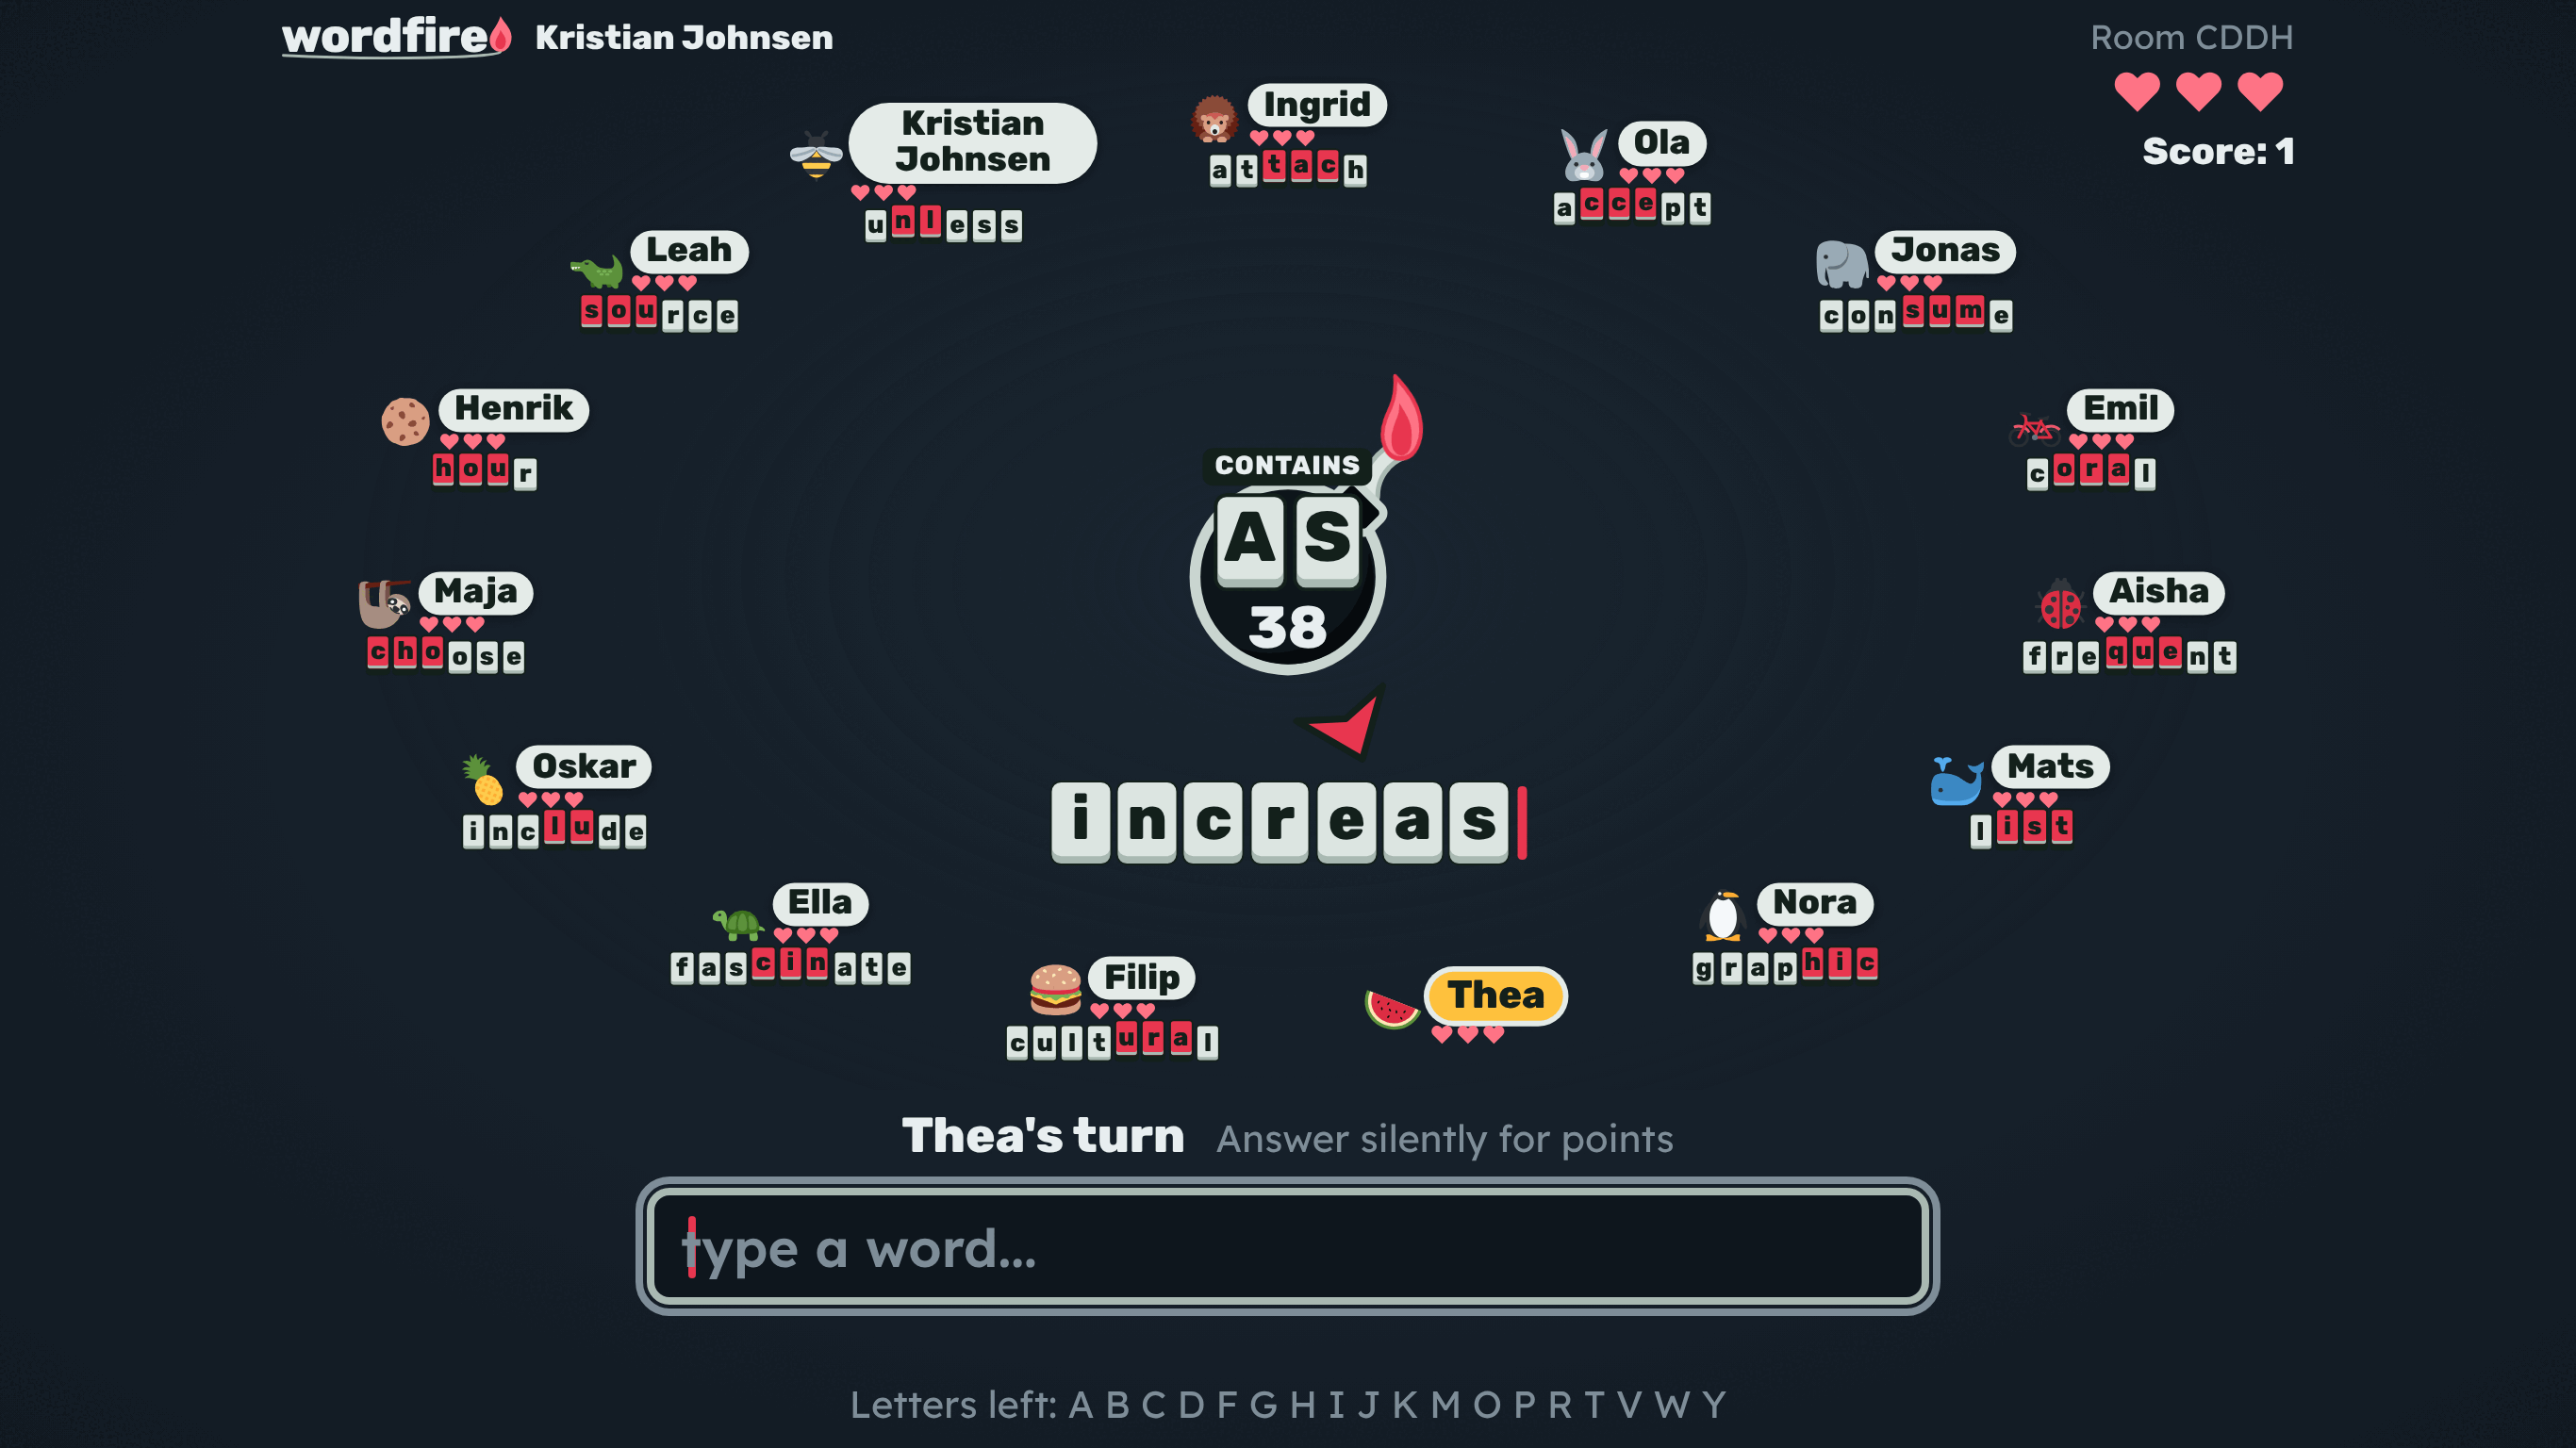 wordfire Kristian Johnsen
Room CDDH
Score: 1
Ingrid
attach
Kristian
Johnsen
unless
Ola
accept
Leah
source
Jonas
consume
Henrik
hour
Emil
coral
CONTAINS
AS
38
Maja
choose
Aisha
frequent
Oskar
include
Mats
list
increas
Ella
fascinate
Nora
graphic
Filip
cultural
Thea
Thea's turn Answer silently for points
type a word...
Letters left: A B C D F G H I J K M O P R T V W Y